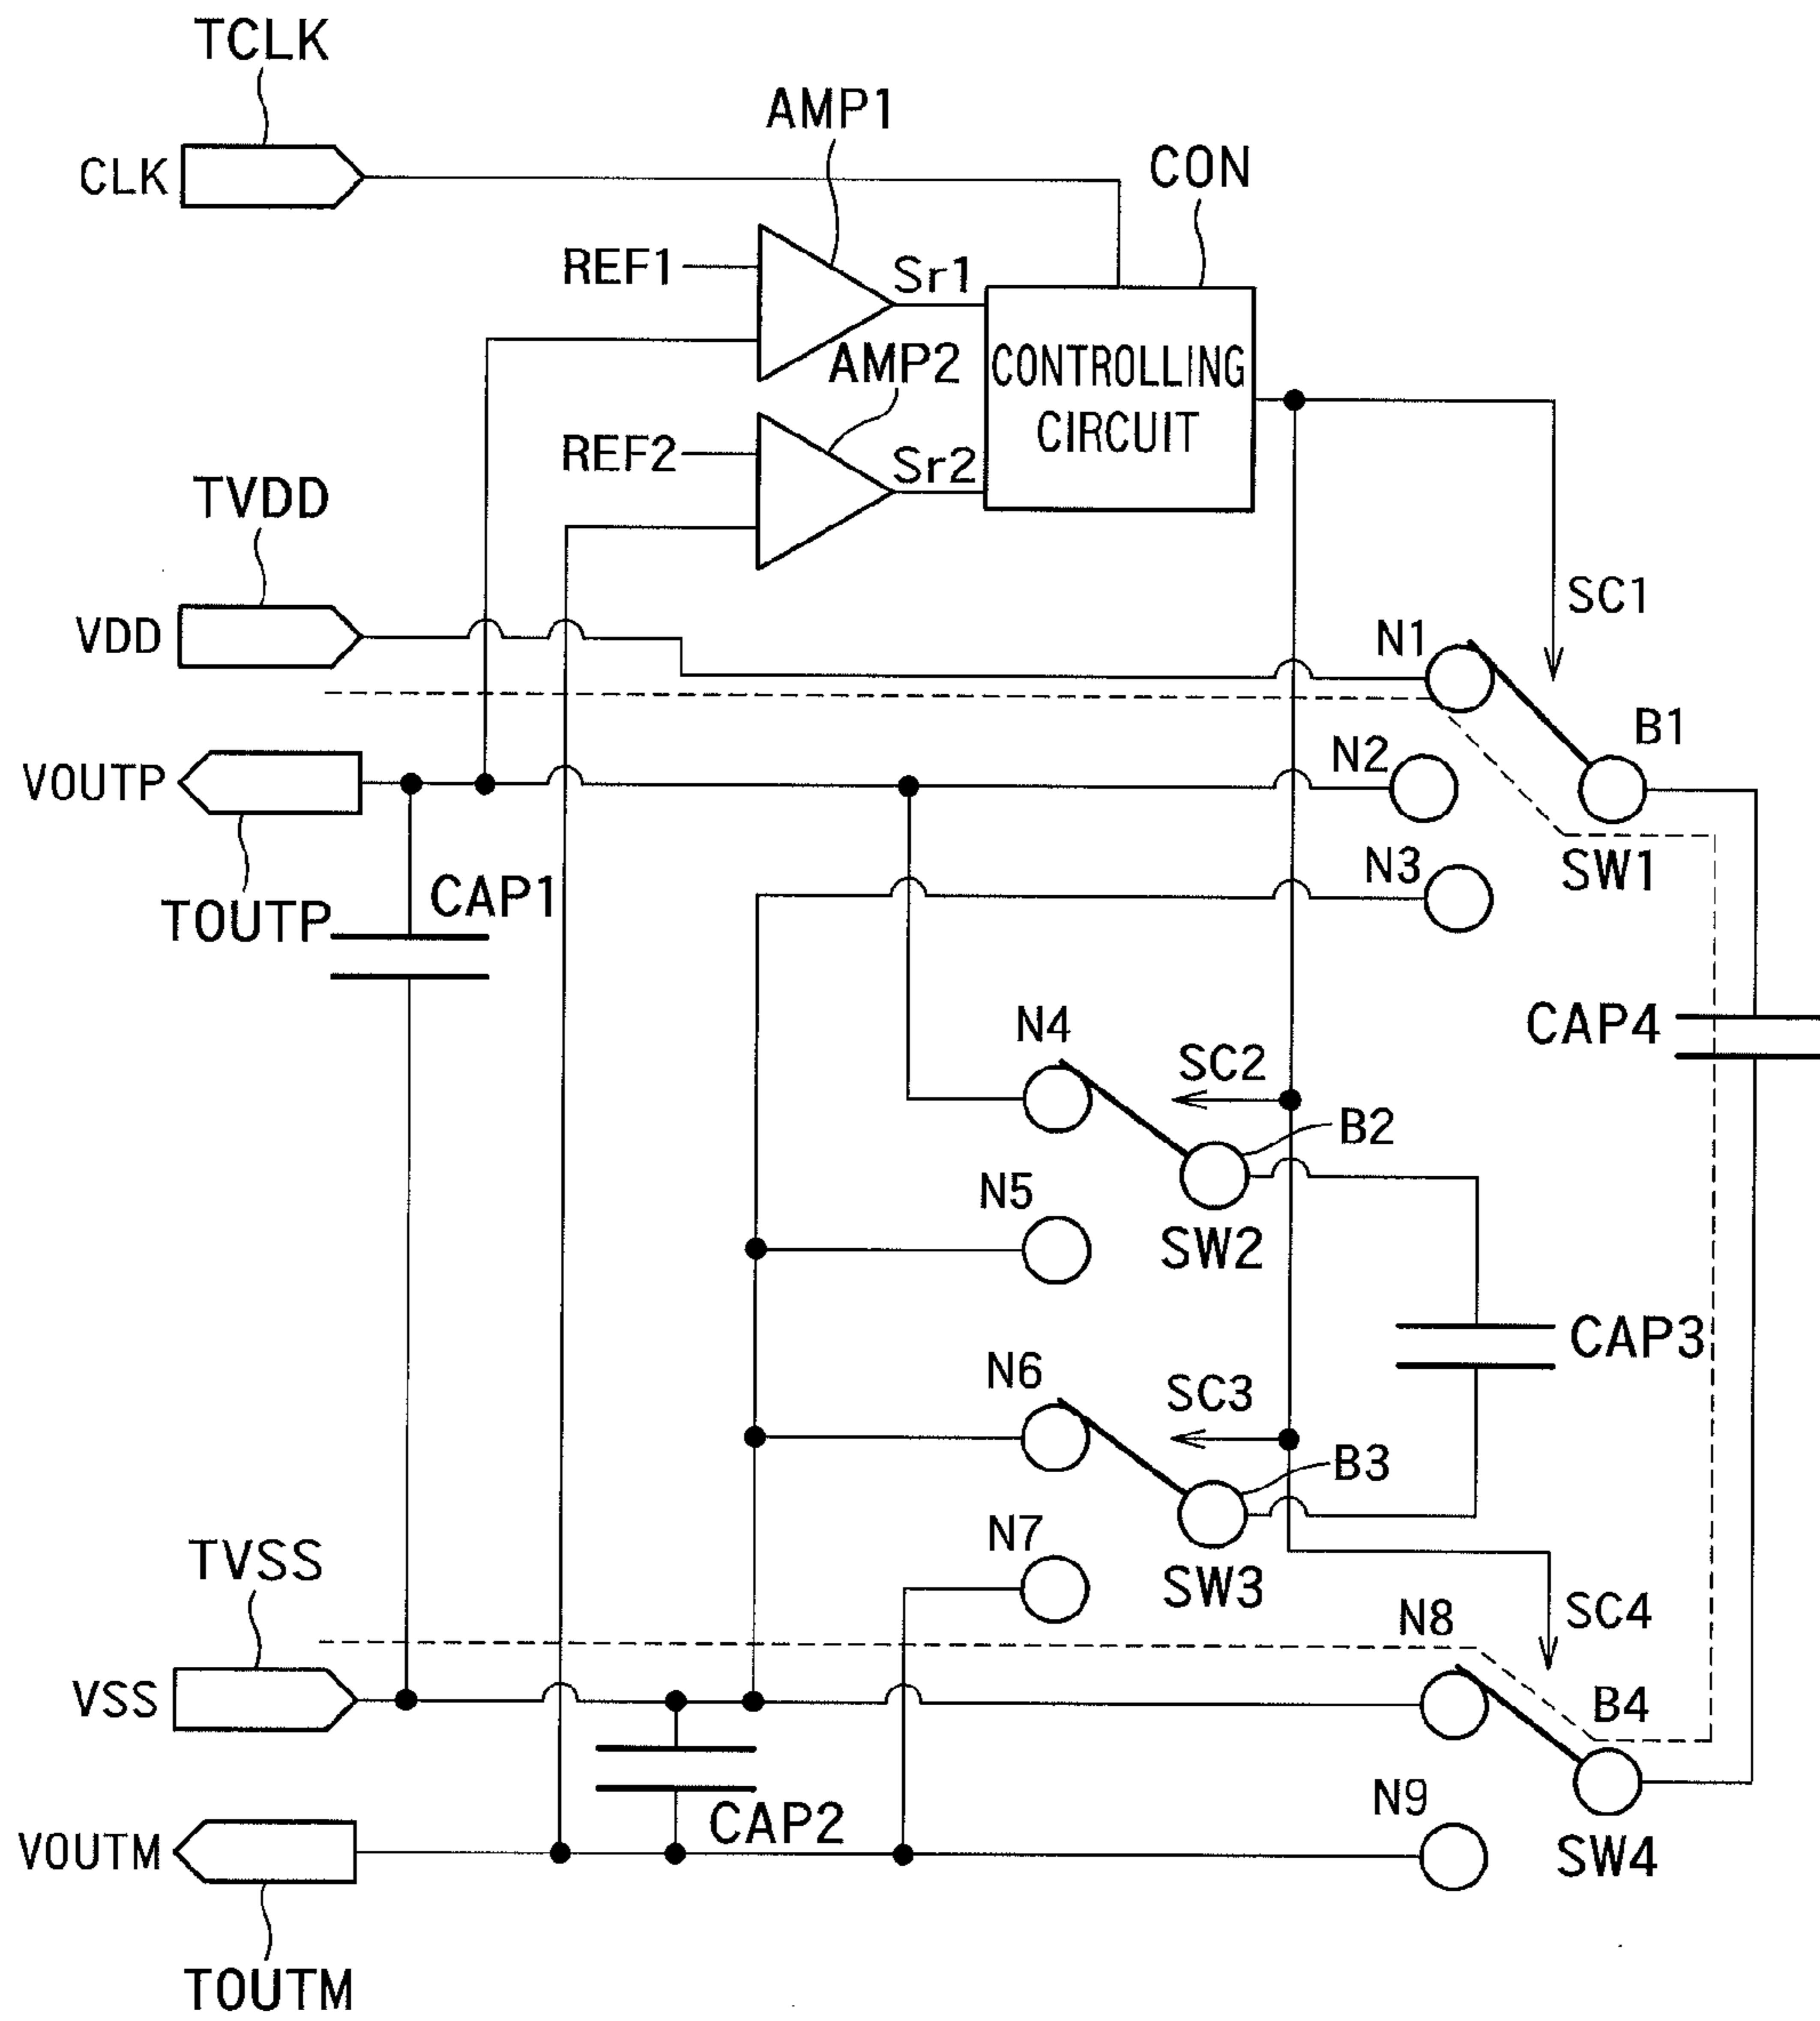 TCLK
AMP1
CLK
CON
REF1
Sr1
AMP2
CONTROLLING
CIRCUIT
REF2
Sr2
TVDD
VDD
SC1
N1
B1
N2
VOUTP
SW1
N3
CAP1
TOUTP
CAP4
N4
SC2
B2
N5
SW2
CAP3
N6
SC3
B3
N7
SW3
TVSS
SC4
N8
VSS
B4
N9
CAP2
VOUTM
SW4
TOUTM